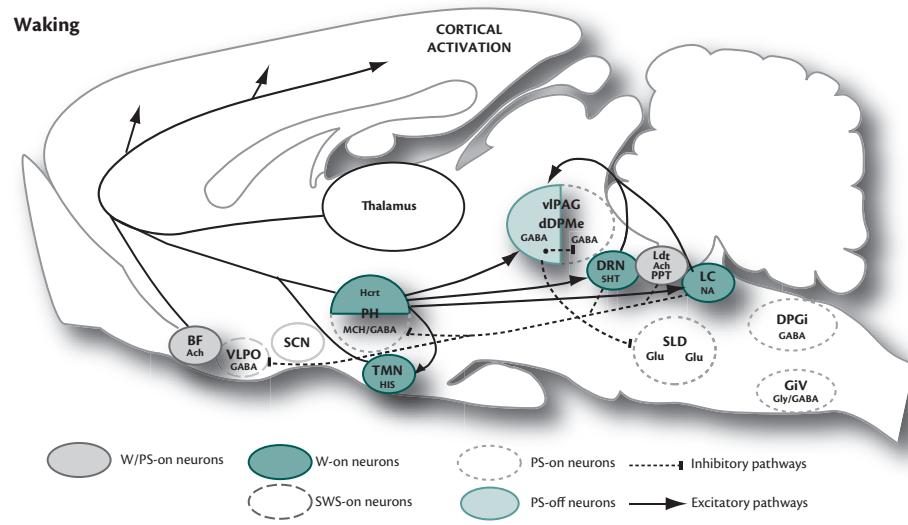 Waking
CORTICAL
ACTIVATION
Thalamus
vlPAG
dDPMe
GABA
GABA
DRN
5HT
Ldt
Ach
PPT
LC
NA
Hcrt
PH
MCH/GABA
BF
Ach
VLPO
GABA
SCN
TMN
HIS
SLD
Glu Glu
DPGi
GABA
GiV
Gly/GABA
W/PS-on neurons
W-on neurons
PS-on neurons
Inhibitory pathways
SWS-on neurons
PS-off neurons
Excitatory pathways